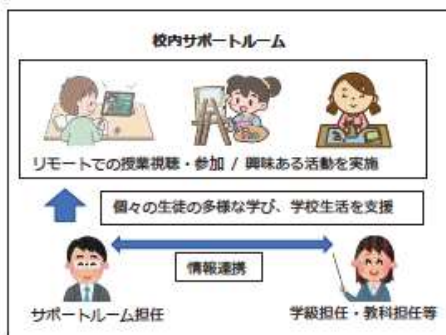 校内サポートルーム
リモートでの授業視聴・参加 / 興味ある活動を実施
個々の生徒の多様な学び、学校生活を支援
情報連携
サポートルーム担任
学級担任・教科担任等